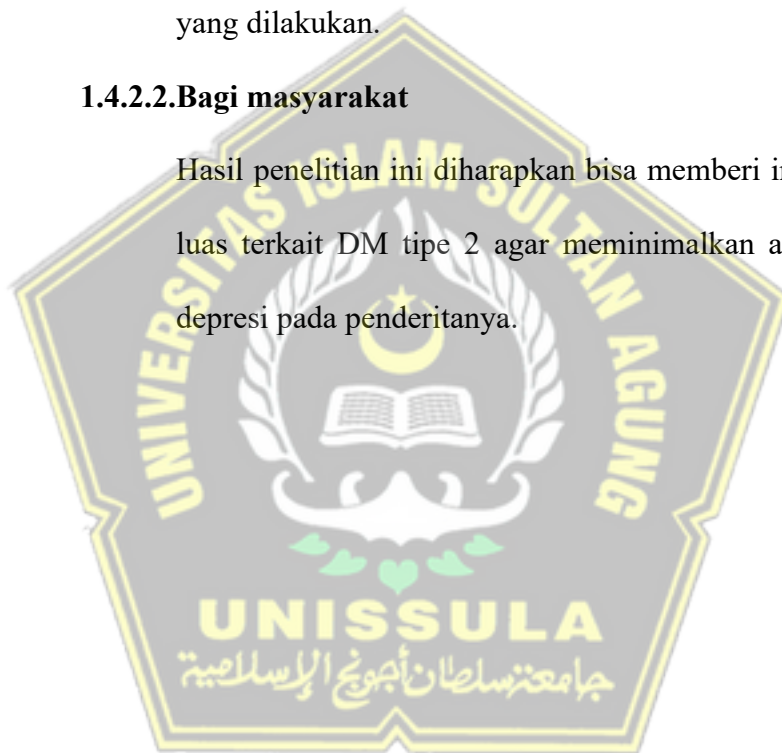 yang dilakukan.
1.4.2.2.Bagi masyarakat
Hasil penelitian ini diharapkan bisa memberi
luas terkait DM tipe 2 agar meminimalkan
depresi pada penderitanya.
UNIVERSITAS ISLAM SULTAN AGUNG
UNISSULA
جامعتنسلطان أجونج الإسلامية